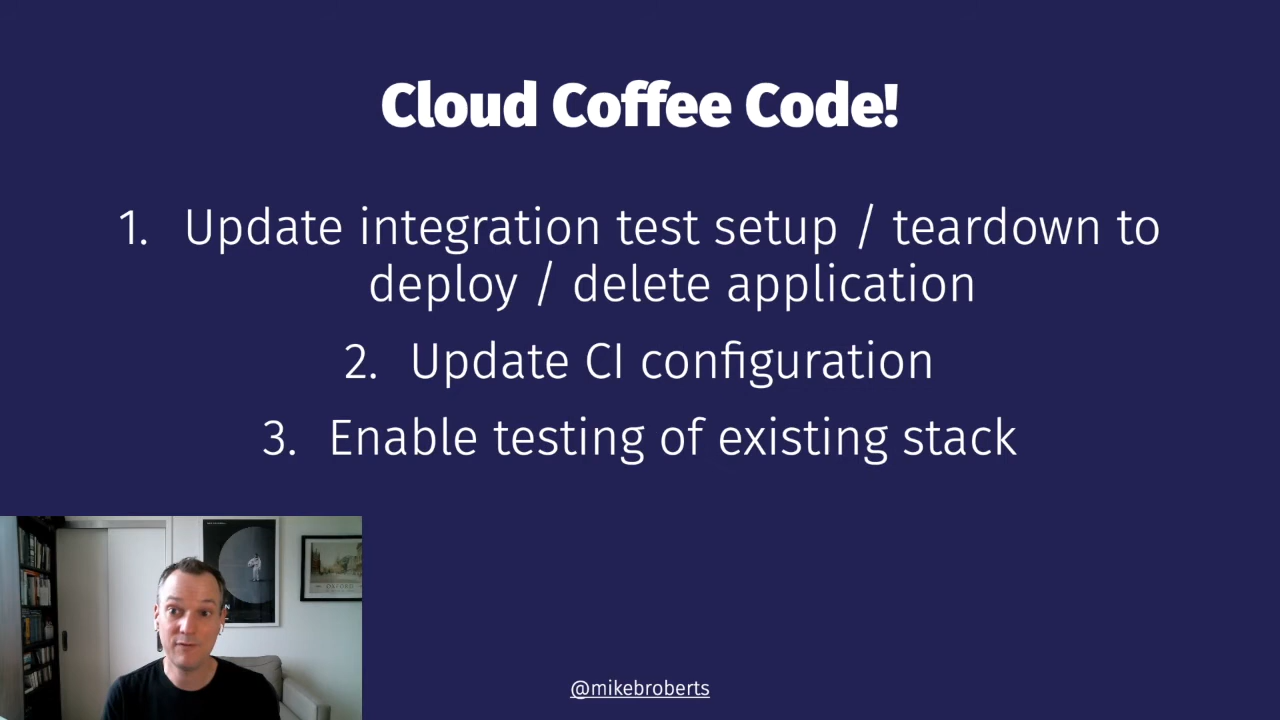 Cloud Coffee Code!
1. Update integration test setup / teardown to
deploy / delete application
2. Update CI configuration
3. Enable testing of existing stack
OXFORD
@mikebroberts